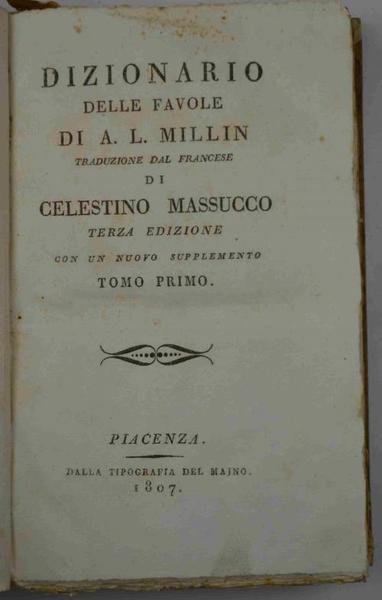 DIZIONARIO
DELLE FAVOLE
DI A. L. MILLIN
TRADUZIONE DAL FRANCESE
DI
CELESTINO MASSUCCO
TERZA EDIZIONE
CON UN NUOVO SUPPLEMENTO
TOMO PRIMO.
PIACENZA.
DALLA TIPOGRAFIA DEL MAJNO.
1807.